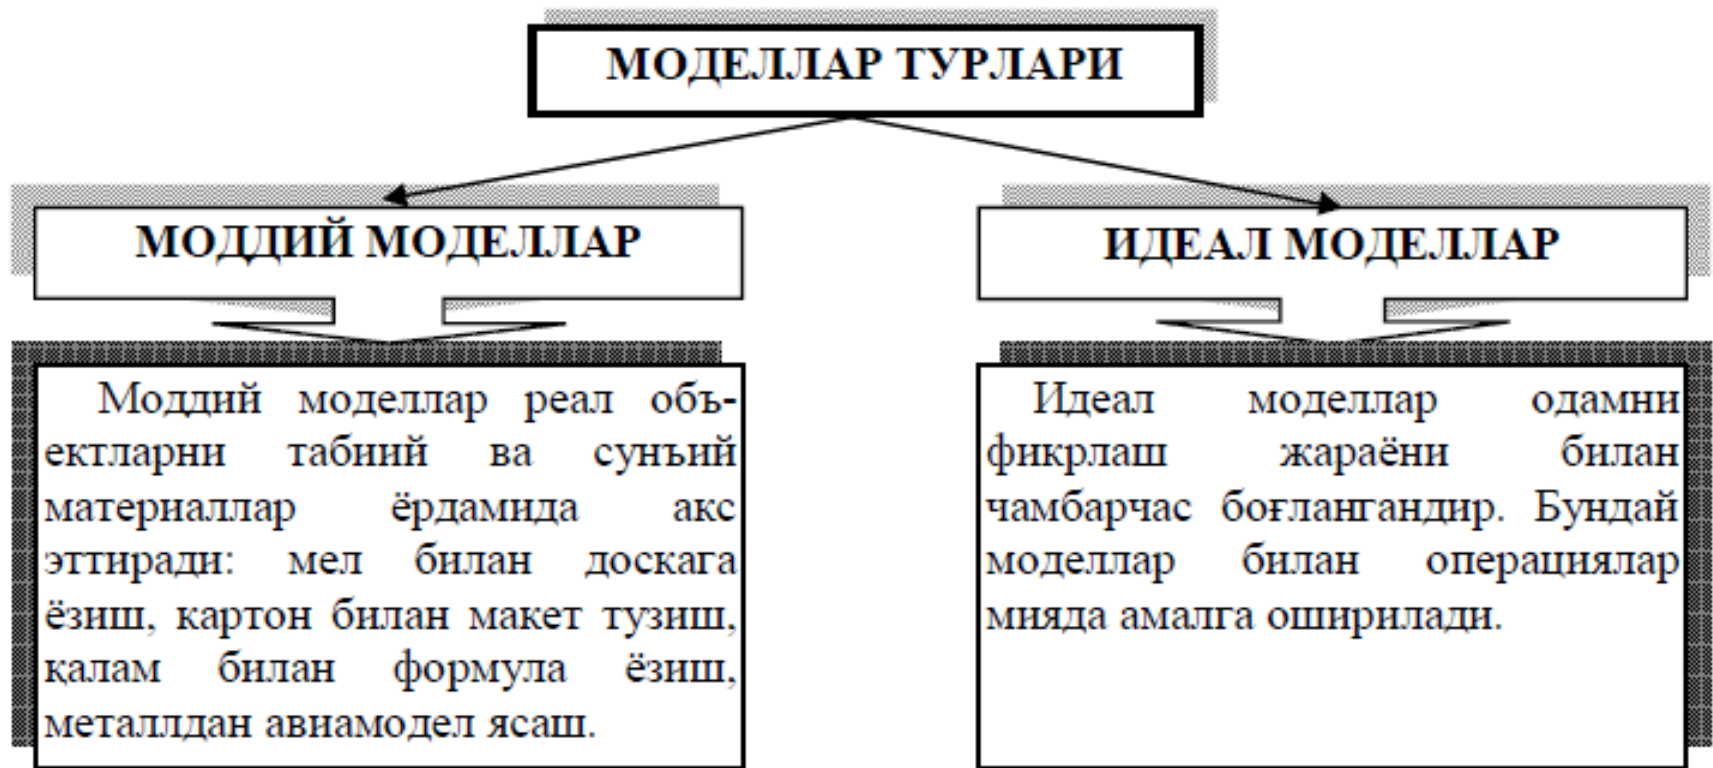 МОДЕЛЛАР ТУРЛАРИ
МОДДИЙ МОДЕЛЛАР
Моддий моделлар реал объ-
ектларни табиий ва сунъий
материаллар ёрдамида акс
эттиради: мел билан доскага
ёзиш, картон билан макет тузиш,
қалам билан формула ёзиш,
металлдан авиамодел ясаш.
ИДЕАЛ МОДЕЛЛАР
Идеал моделлар одамни
фикрлаш жараёни билан
чамбарчас боғлангандир. Бундай
моделлар билан операциялар
мияда амалга оширилади.